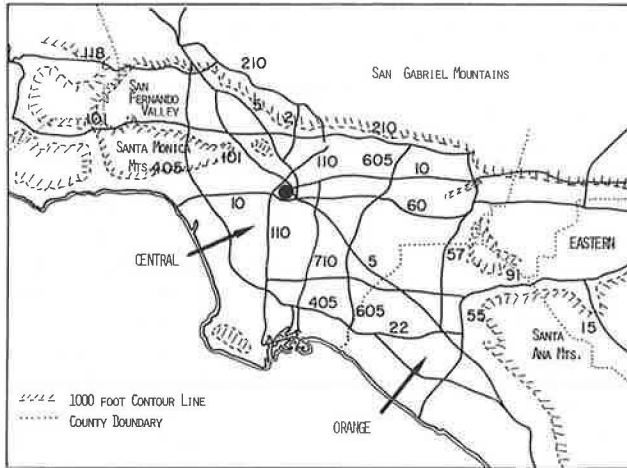 118
210
SAN GABRIEL MOUNTAINS
SAN
FERNANDO
VALLEY
5
2
210
101
SANTA MONICA
MTS.
405
101
110
605
10
10
60
110
CENTRAL
710
5
57
91
EASTERN
405
605
22
55
15
SANTA
ANA MTS.
1000 FOOT CONTOUR LINE
COUNTY BOUNDARY
ORANGE